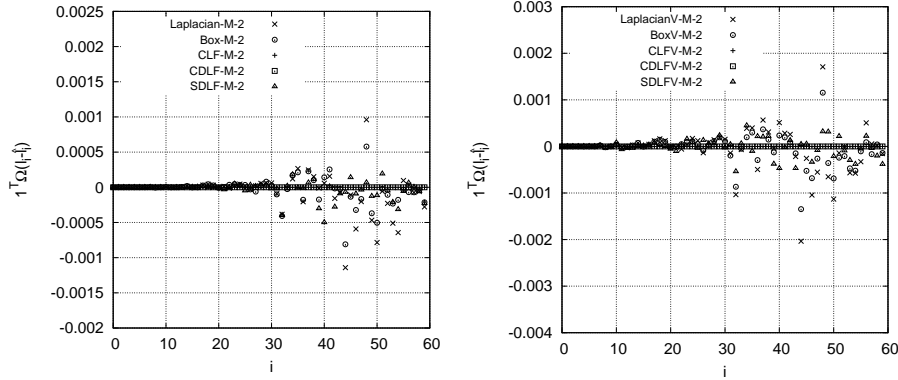 0.0025
0.002
0.0015
0.001
0.0005
0
-0.0005
-0.001
-0.0015
-0.002
0 10 20 30 40 50 60
i
Laplacian-M-2
Box-M-2
CLF-M-2
CDLF-M-2
SDLF-M-2
0.003
0.002
0.001
0
-0.001
-0.002
-0.003
-0.004
0 10 20 30 40 50 60
i
LaplacianV-M-2
BoxV-M-2
CLFV-M-2
CDLFV-M-2
SDLFV-M-2